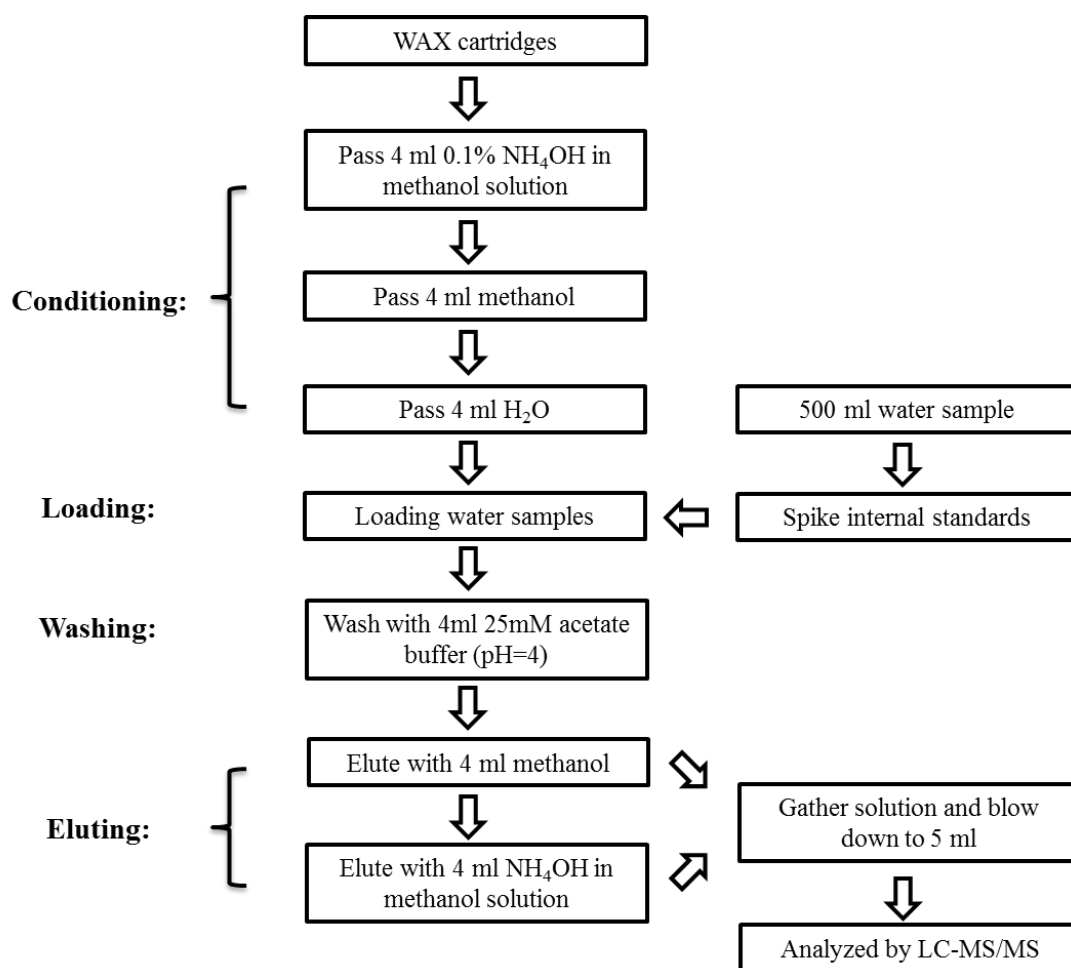 WAX cartridges
Pass 4 ml 0.1% NH₄OH in
methanol solution
Conditioning:
Pass 4 ml methanol
Pass 4 ml H₂O
500 ml water sample
Loading:
Loading water samples
Spike internal standards
Washing:
Wash with 4ml 25mM acetate
buffer (pH=4)
Eluting:
Elute with 4 ml methanol
Elute with 4 ml NH₄OH in
methanol solution
Gather solution and blow
down to 5 ml
Analyzed by LC-MS/MS